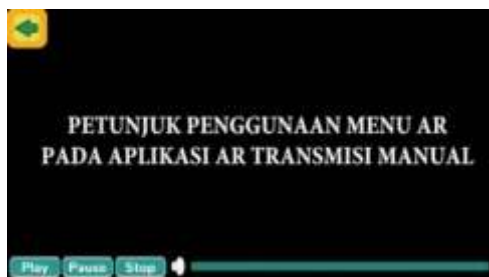 PETUNJUK PENGGUNAAN MENU AR
PADA APLIKASI AR TRANSMISI MANUAL
Play Pause Stop